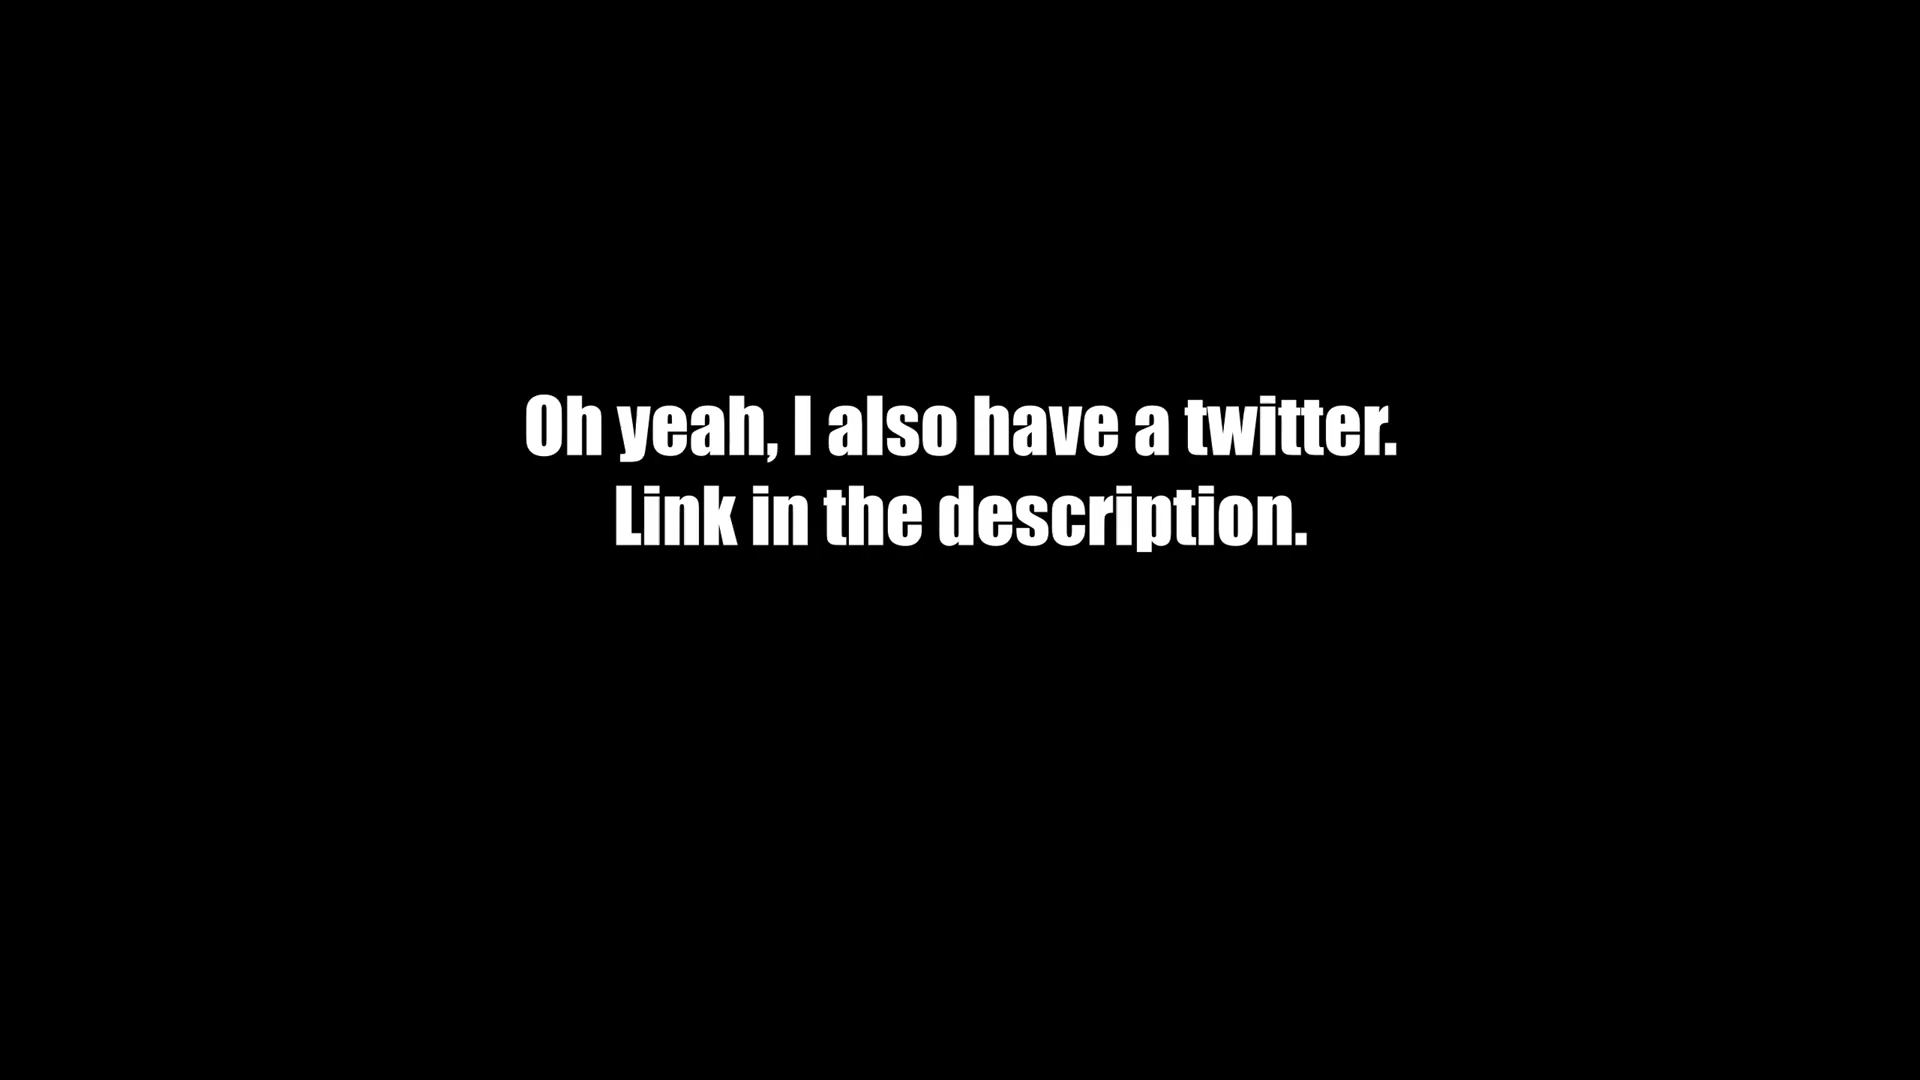 Oh yeah, I also have a twitter.
Link in the description.